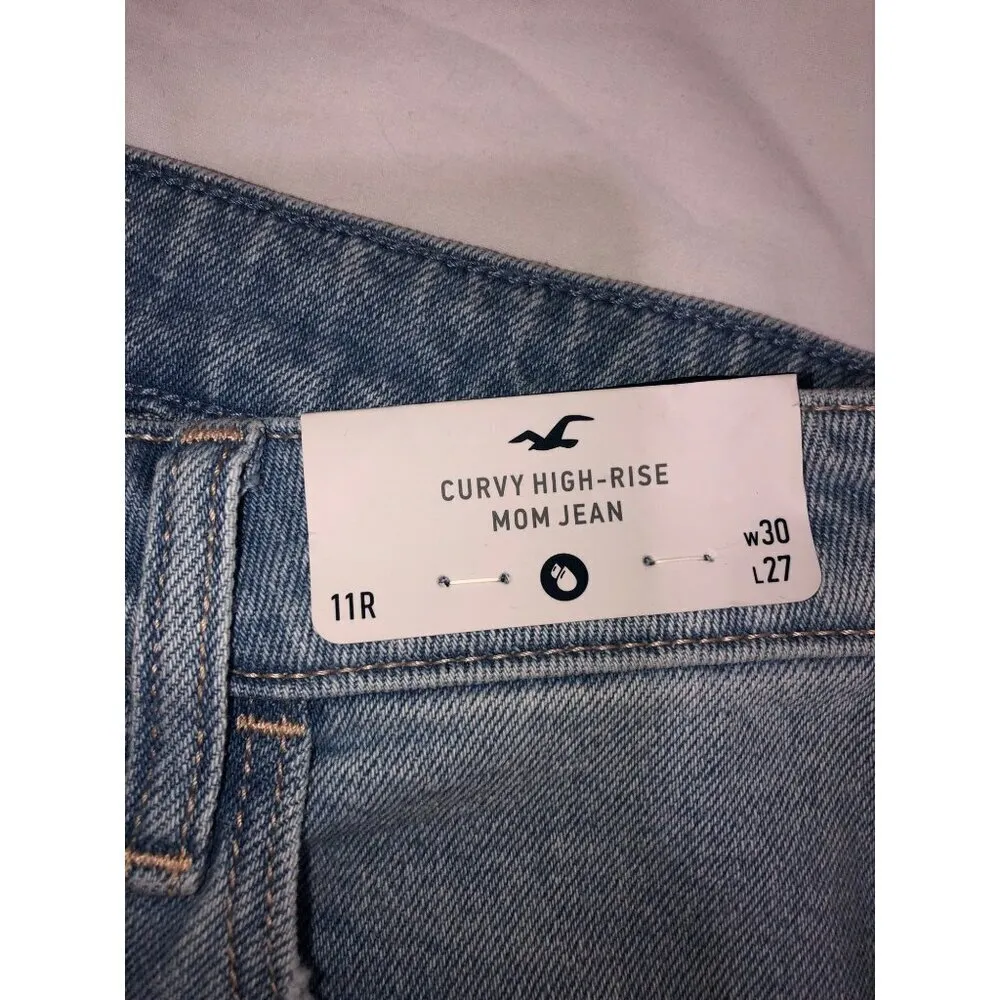 CURVY HIGH-RISE
MOM JEAN
11R
W30
L27